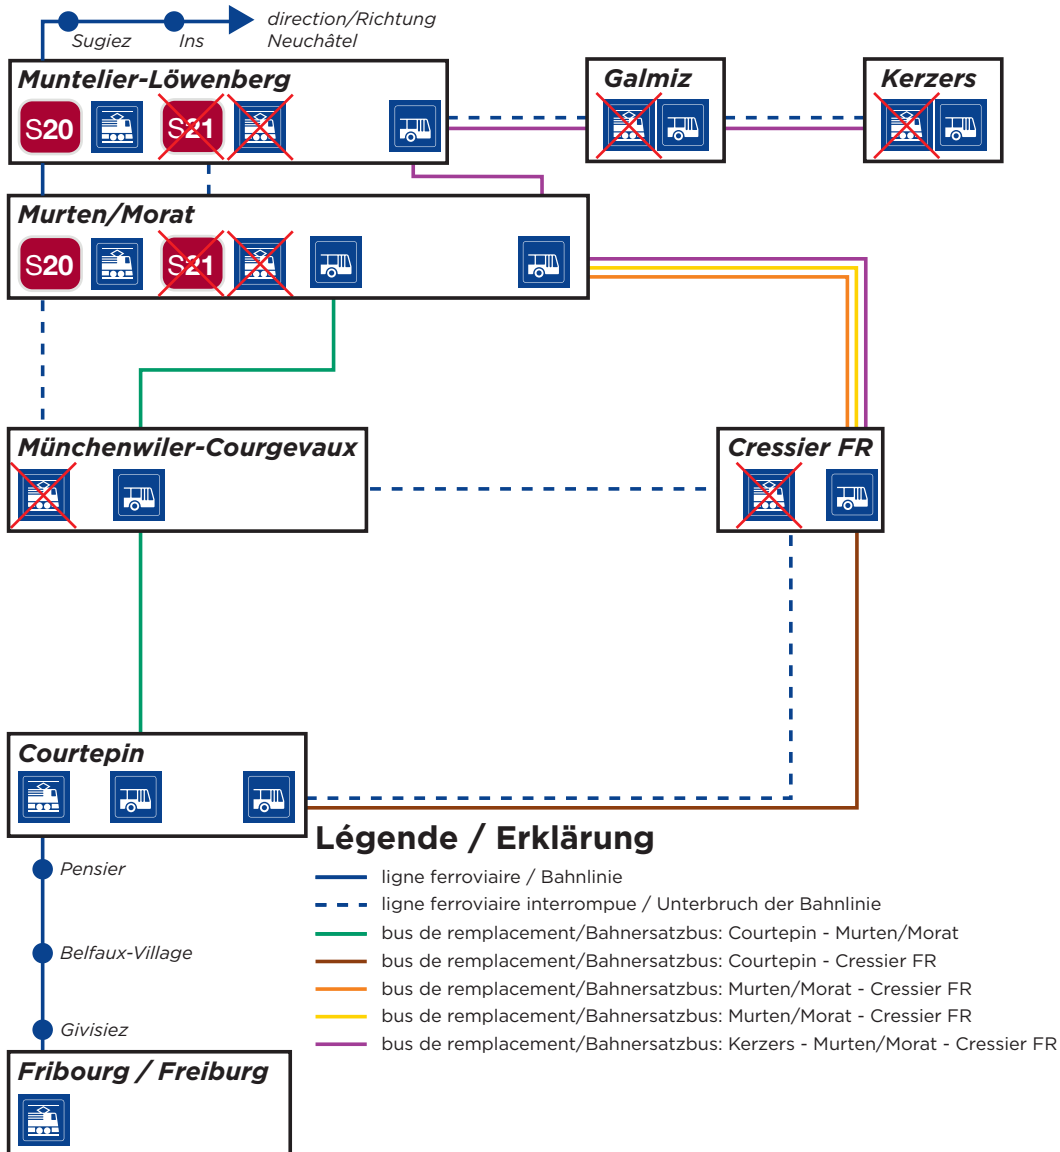 direction/Richtung
Neuchâtel
Sugiez
Ins
Muntelier-Löwenberg
S20
S21
Galmiz
Kerzers
Murten/Morat
S20
S21
Münchenwiler-Courgevaux
Cressier FR
Courtepin
Pensier
Belfaux-Village
Givisiez
Fribourg / Freiburg
Légende / Erklärung
ligne ferroviaire / Bahnlinie
ligne ferroviaire interrompue / Unterbruch der Bahnlinie
bus de remplacement/Bahnersatzbus: Courtepin - Murten/Morat
bus de remplacement/Bahnersatzbus: Courtepin - Cressier FR
bus de remplacement/Bahnersatzbus: Murten/Morat - Cressier FR
bus de remplacement/Bahnersatzbus: Murten/Morat - Cressier FR
bus de remplacement/Bahnersatzbus: Kerzers - Murten/Morat - Cressier FR